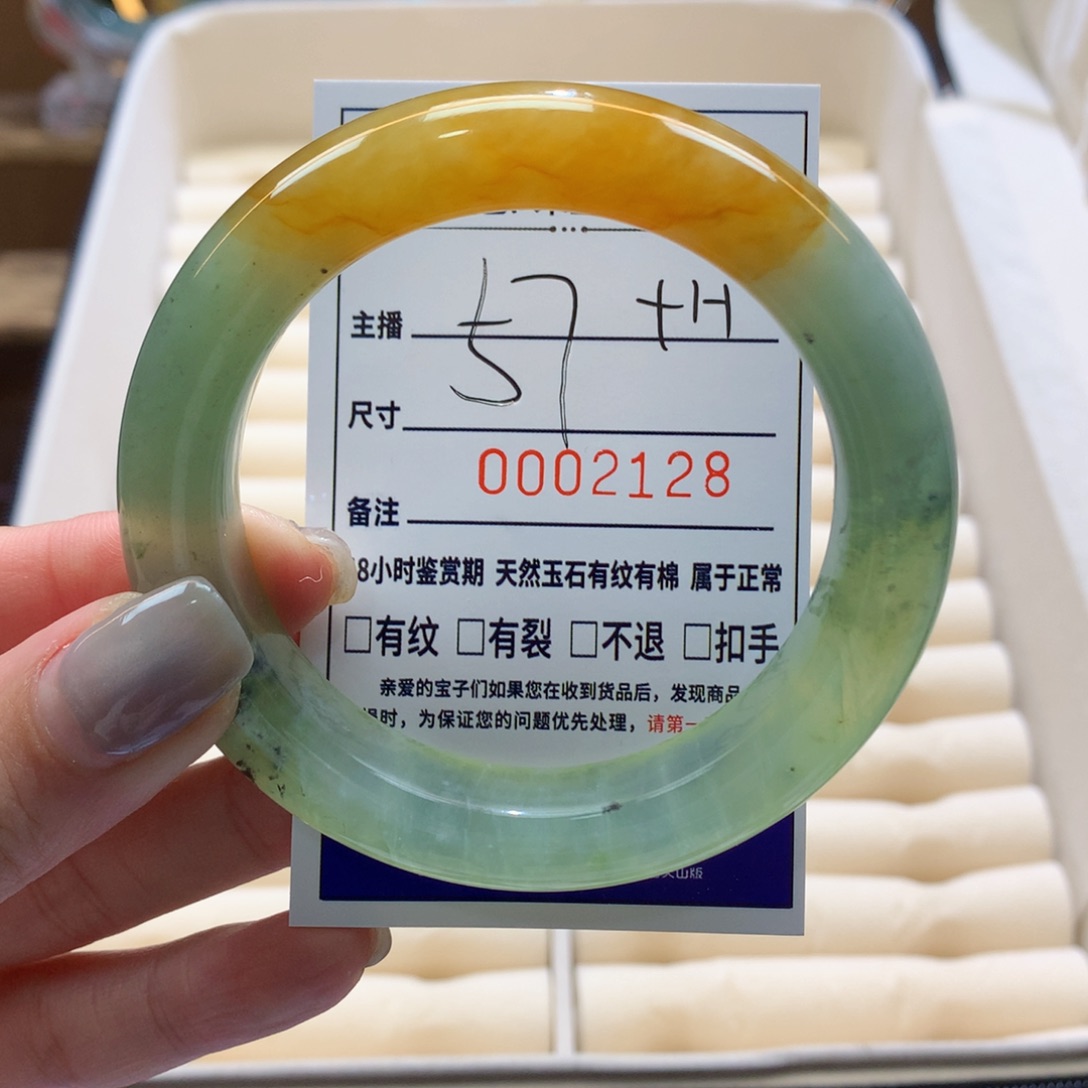 57 +H
主播
尺寸
0002128
备注
8小时鉴赏期 天然玉石有纹有棉 属于正常
□有纹 □有裂 □不退 □扣手
亲爱的宝子们如果您在收到货品后，发现商品
时，为保证您的问题优先处理，请第一